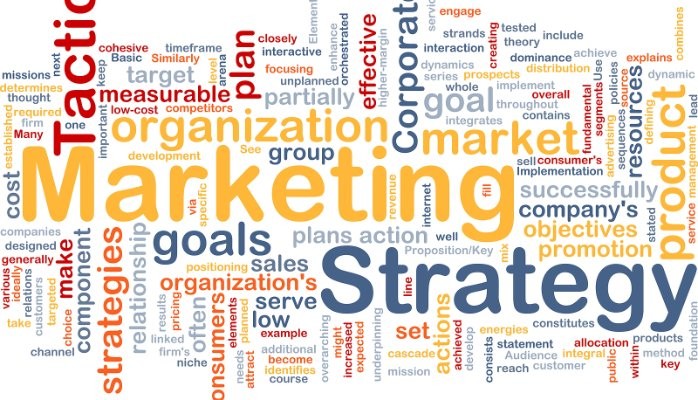 Tactic
cohesive
timeframe
Basic
Similarly
next
keep
missions
determines
thought
required
firm
Many
established
one
important
target
level
arena
measurable
low-cost
competitors
plan
closely
interactive
focusing
unplanned
partially
Element
enhance
orchestrated
higher-margin
effective
Corporate
service
engage
strands
interaction
dynamics
series
prospects
whole
goal
integrates
creating
tested
theory
include
dominance
achieve
distribution
implement
overall
throughout
contains
fundamental
segments
Use
advertising
policies
sequences
source
resources
explains
combines
dynamic
defining
lead
product
management
service
organization
market
development
See
group
sell
consumer's
Implementation
Marketing
cost
via
specific
revenue
internet
fill
successfully
company's
stated
objectives
promotion
companies
designed
generally
various
ideally
relations
take
customers
targeted
make
choice
component
channel
strategies
relationship
goals
plans action
well
Proposition/Key
mix
positioning
sales
organization's
Strategy
line
serve
low
results
linked
firm's
pricing
niche
often
consumers
elements
planned
needs
attract
example
additional
become
identifies
course
overarching
might
increased
expected
underpinning
set
cascade
mission
actions
achieved
develop
energies
constitutes
consists
statement
Audience
reach
customer
allocation
integral
public
within
products
method
key
foundation